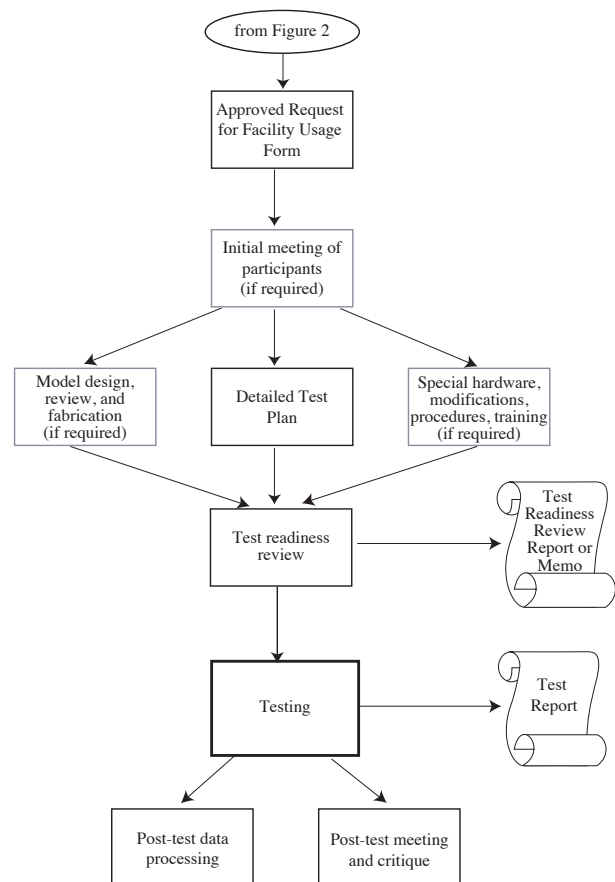 from Figure 2
Approved Request
for Facility Usage
Form
Initial meeting of
participants
(if required)
Model design,
review, and
fabrication
(if required)
Detailed Test
Plan
Special hardware,
modifications,
procedures, training
(if required)
Test readiness
review
Test
Readiness
Review
Report or
Memo
Testing
Test
Report
Post-test data
processing
Post-test meeting
and critique